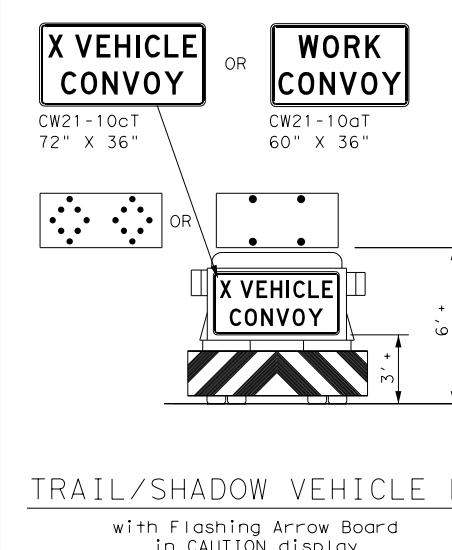 X VEHICLE
CONVOY
OR
WORK
CONVOY
CW21-10cT
72" X 36"
CW21-10aT
60" X 36"
OR
X VEHICLE
CONVOY
6'+
3'+
TRAIL/SHADOW VEHICLE
with Flashing Arrow Board
in CAUTION display